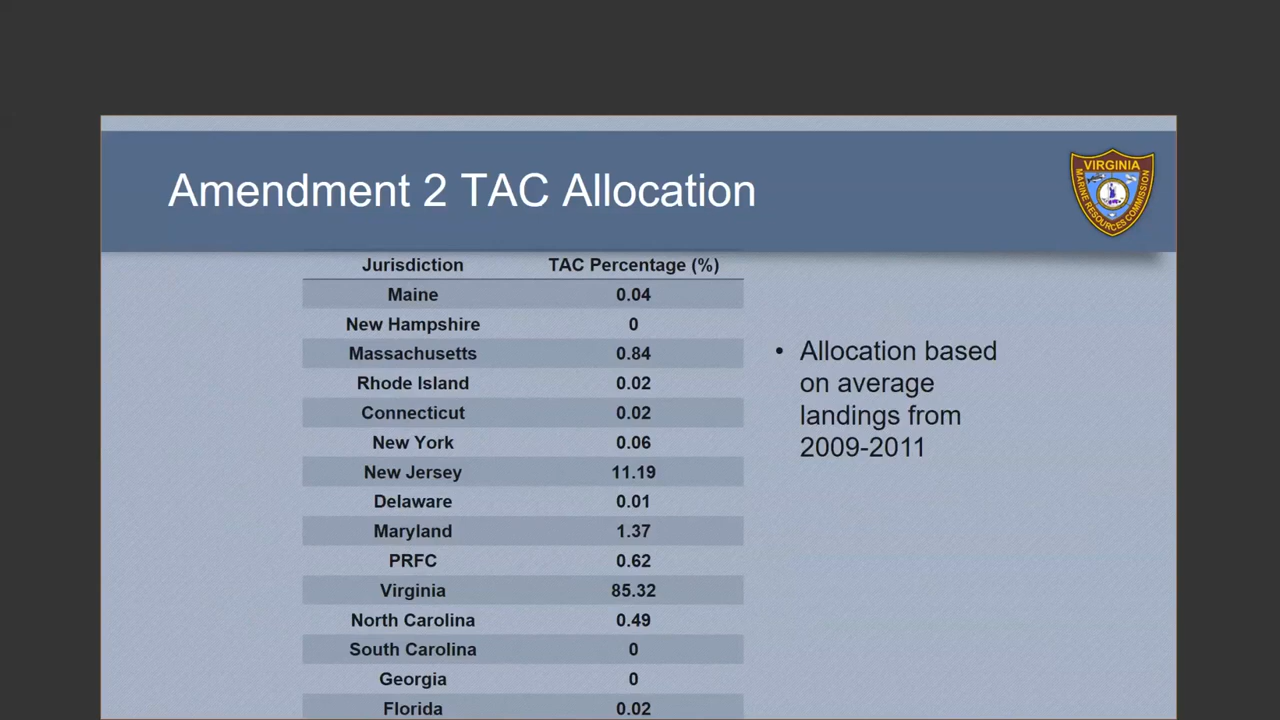 Amendment 2 TAC Allocation
VIRGINIA
MARINE RESOURCES COMMISSION
Jurisdiction TAC Percentage (%)
Maine 0.04
New Hampshire 0
Massachusetts 0.84
Rhode Island 0.02
Connecticut 0.02
New York 0.06
New Jersey 11.19
Delaware 0.01
Maryland 1.37
PRFC 0.62
Virginia 85.32
North Carolina 0.49
South Carolina 0
Georgia 0
Florida 0.02
• Allocation based
on average
landings from
2009-2011